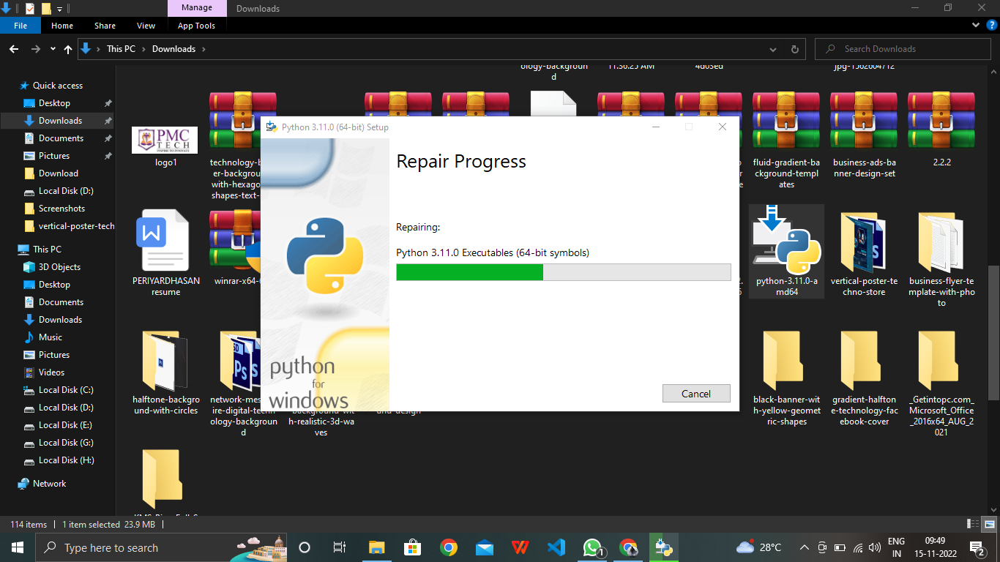 Manage
Downloads
File
Home
Share
View
App Tools
This PC
Downloads
Search Downloads
Quick access
Desktop
Downloads
Documents
Pictures
Download
Local Disk (D:)
Screenshots
vertical-poster-tech
This PC
3D Objects
Desktop
Documents
Downloads
Music
Pictures
Videos
Local Disk (C:)
Local Disk (D:)
Local Disk (E:)
Local Disk (G:)
Local Disk (H:)
Network
ology-backgroun
d
11.36.25 AM
4d03ed
jpg-1562604712
PMC
TECH
logo1
technology-b
er-backgroun
with-hexago
shapes-text-
fluid-gradient-ba
ckground-templ
ates
business-ads-ba
nner-design-set
2.2.2
Python 3.11.0 (64-bit) Setup
Repair Progress
Repairing:
Python 3.11.0 Executables (64-bit symbols)
python
for
windows
Cancel
PERIYARDHASAN
resume
winrar-x64-
python-3.11.0-a
md64
vertical-poster-te
chno-store
business-flyer-te
mplate-with-pho
to
halftone-backgro
und-with-circles
network-mes
ire-digital-techn
ology-backgroun
d
background-wit
h-realistic-3d-wa
ves
und-design
black-banner-wit
h-yellow-geomet
ric-shapes
gradient-halfton
e-technology-fac
ebook-cover
_Getintopc.com_
Microsoft_Office
_2016x64_AUG_2
021
114 items
1 item selected 23.9 MB
Type here to search
1
28°C
ENG
IN
09:49
15-11-2022
2